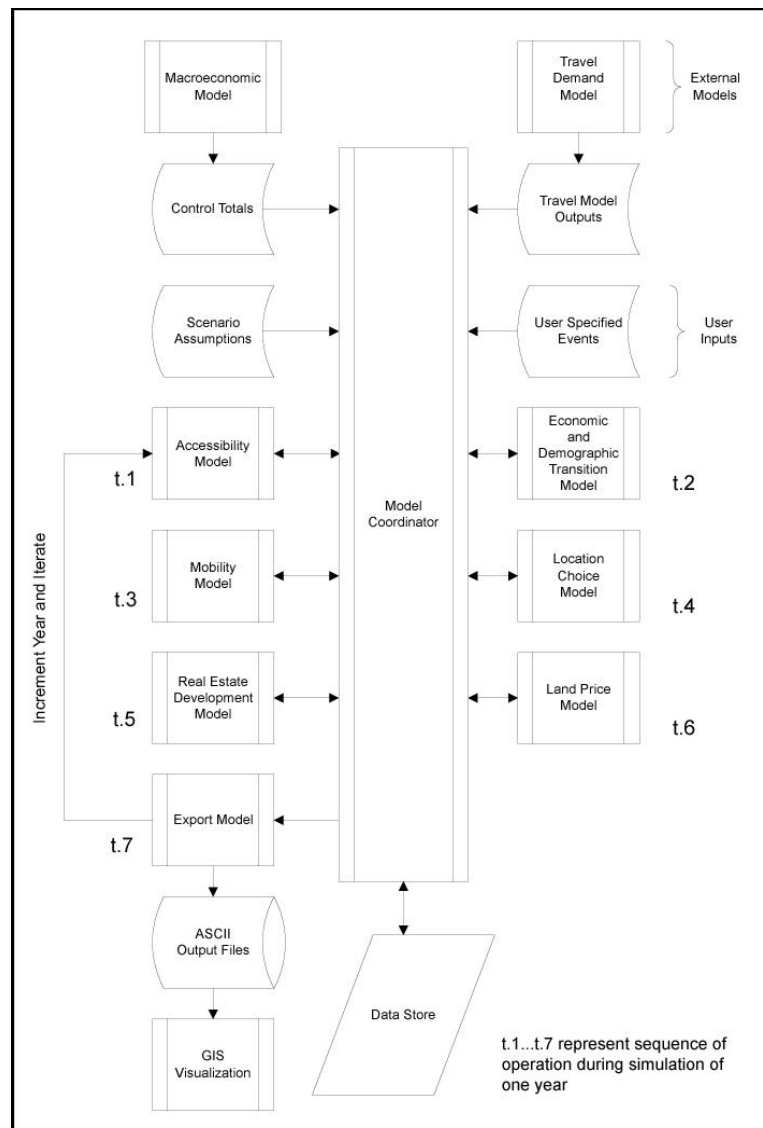 Macroeconomic
Model
Travel
Demand
Model
External
Models
Control Totals
Travel Model
Outputs
Scenario
Assumptions
User Specified
Events
User
Inputs
Accessibility
Model
t.1
Economic
and
Demographic
Transition
Model
t.2
Model
Coordinator
Mobility
Model
t.3
Location
Choice
Model
t.4
Real Estate
Development
Model
t.5
Land Price
Model
t.6
Increment Year and Iterate
Export Model
t.7
ASCII
Output Files
GIS
Visualization
Data Store
t.1...t.7 represent sequence of
operation during simulation of
one year